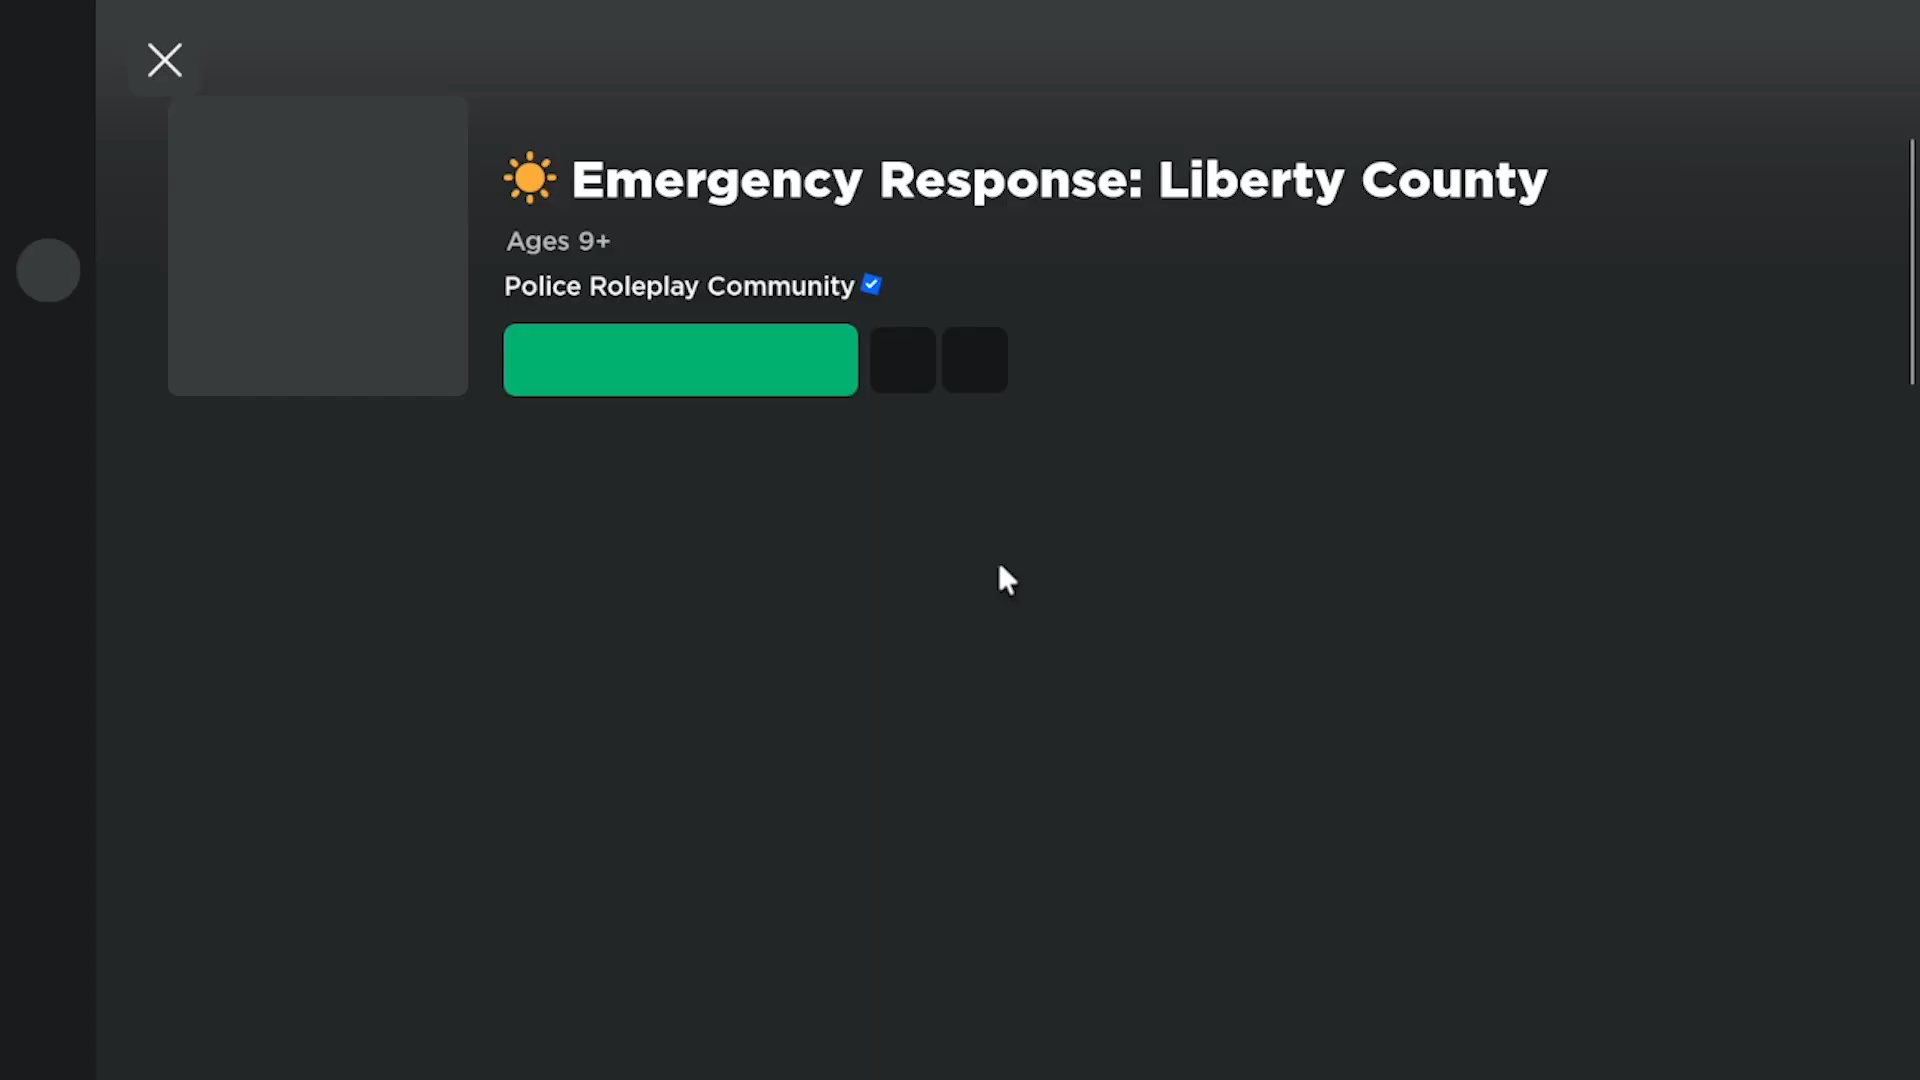 ☀️ Emergency Response: Liberty County
Ages 9+
Police Roleplay Community